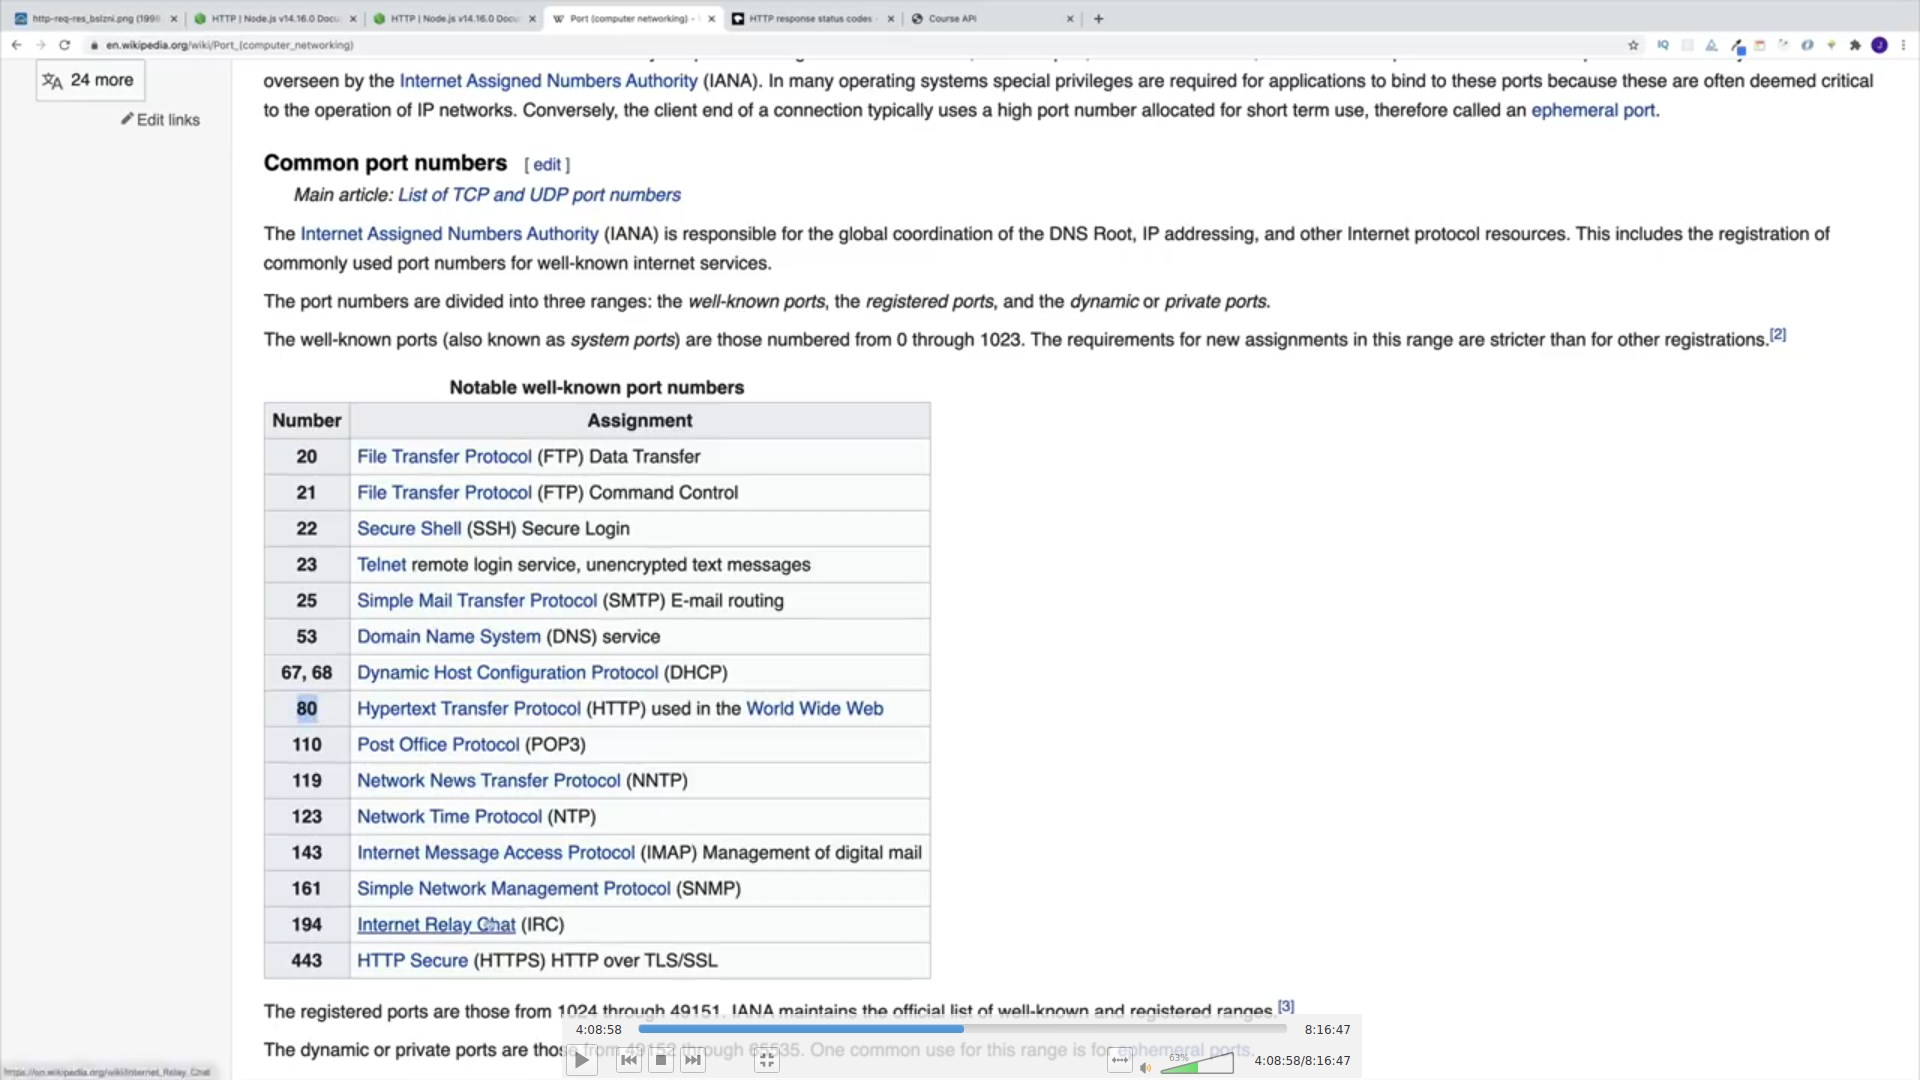 http-req-res_bslzni.png (1998
HTTP | Node.js v14.16.0 Docu
HTTP | Node.js v14.16.0 Docu
Port (computer networking) -
HTTP response status codes
Course API
en.wikipedia.org/wiki/Port_(computer_networking)
24 more
Edit links
overseen by the Internet Assigned Numbers Authority (IANA). In many operating systems special privileges are required for applications to bind to these ports because these are often deemed critical
to the operation of IP networks. Conversely, the client end of a connection typically uses a high port number allocated for short term use, therefore called an ephemeral port.
Common port numbers [ edit ]
Main article: List of TCP and UDP port numbers
The Internet Assigned Numbers Authority (IANA) is responsible for the global coordination of the DNS Root, IP addressing, and other Internet protocol resources. This includes the registration of
commonly used port numbers for well-known internet services.
The port numbers are divided into three ranges: the well-known ports, the registered ports, and the dynamic or private ports.
The well-known ports (also known as system ports) are those numbered from 0 through 1023. The requirements for new assignments in this range are stricter than for other registrations.[2]
Notable well-known port numbers
Number Assignment
20 File Transfer Protocol (FTP) Data Transfer
21 File Transfer Protocol (FTP) Command Control
22 Secure Shell (SSH) Secure Login
23 Telnet remote login service, unencrypted text messages
25 Simple Mail Transfer Protocol (SMTP) E-mail routing
53 Domain Name System (DNS) service
67, 68 Dynamic Host Configuration Protocol (DHCP)
80 Hypertext Transfer Protocol (HTTP) used in the World Wide Web
110 Post Office Protocol (POP3)
119 Network News Transfer Protocol (NNTP)
123 Network Time Protocol (NTP)
143 Internet Message Access Protocol (IMAP) Management of digital mail
161 Simple Network Management Protocol (SNMP)
194 Internet Relay Chat (IRC)
443 HTTP Secure (HTTPS) HTTP over TLS/SSL
The registered ports are those from 1024 through 49151. IANA maintains the official list of well-known and registered ranges.[3]
4:08:58 8:16:47
The dynamic or private ports are those from 49152 through 65535. One common use for this range is for ephemeral ports.
63% 4:08:58/8:16:47
https://en.wikipedia.org/wiki/Internet_Relay_Chat